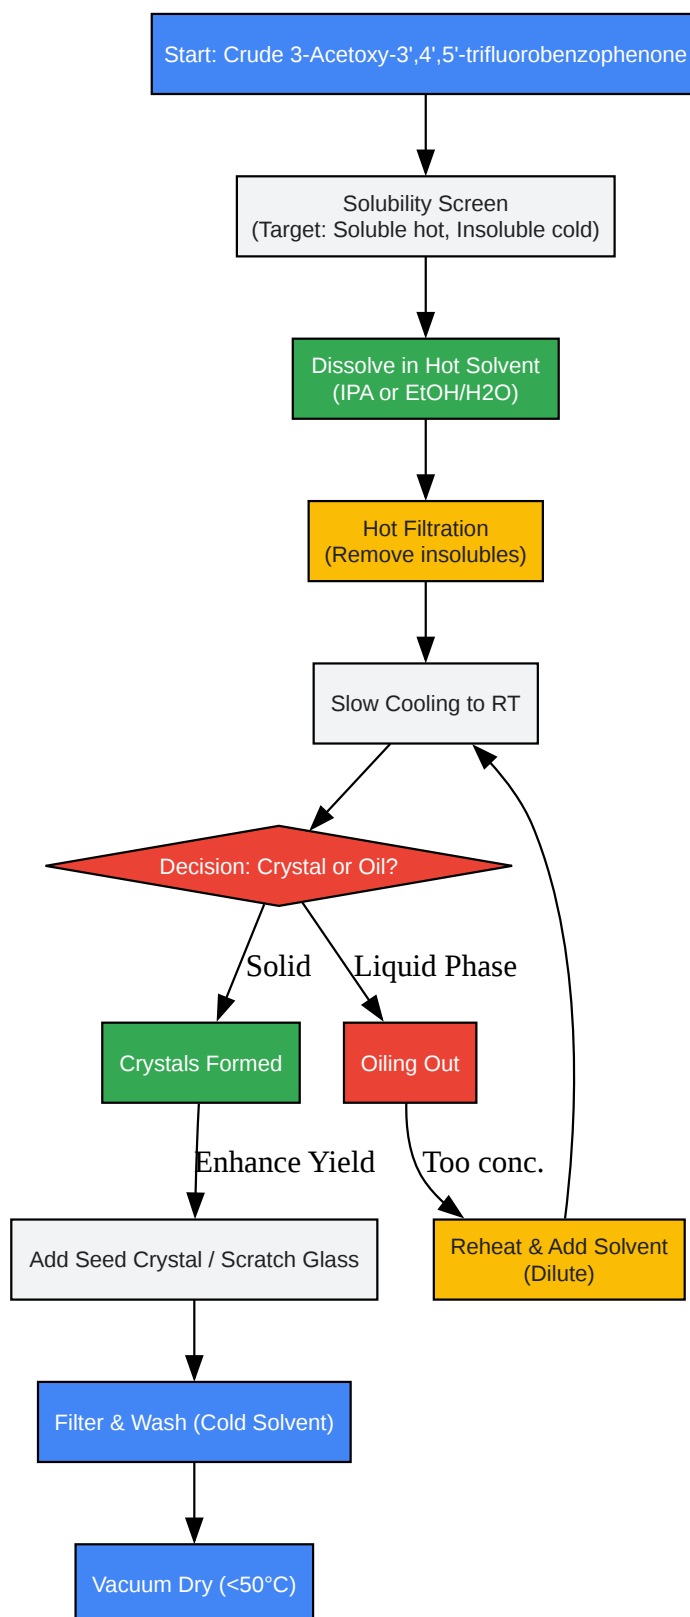 Start: Crude 3-Acetoxy-3',4',5'-trifluorobenzophenone
Solubility Screen
(Target: Soluble hot, Insoluble cold)
Dissolve in Hot Solvent
(IPA or EtOH/H2O)
Hot Filtration
(Remove insolubles)
Slow Cooling to RT
Decision: Crystal or Oil?
Solid
Liquid Phase
Crystals Formed
Oiling Out
Enhance Yield
Too conc.
Add Seed Crystal / Scratch Glass
Reheat & Add Solvent
(Dilute)
Filter & Wash (Cold Solvent)
Vacuum Dry (<50°C)